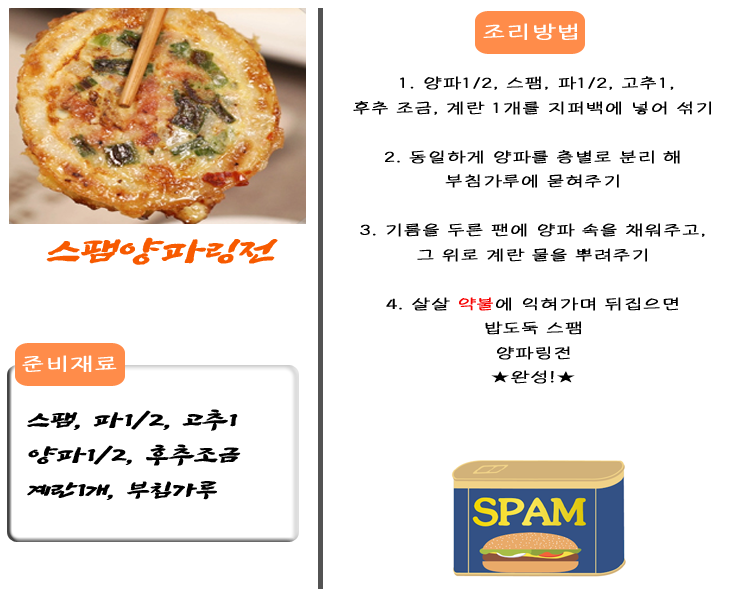 스팸양파링전
준비재료
스팸, 파1/2, 고추1
양파1/2, 후추조금
계란1개, 부침가루
조리방법
1. 양파1/2, 스팸, 파1/2, 고추1,
후추 조금, 계란 1개를 지퍼백에 넣어 섞기
2. 동일하게 양파를 층별로 분리 해
부침가루에 묻혀주기
3. 기름을 두른 팬에 양파 속을 채워주고,
그 위로 계란 물을 뿌려주기
4. 살살 약불에 익혀가며 뒤집으면
밥도둑 스팸
양파링전
★완성!★
SPAM